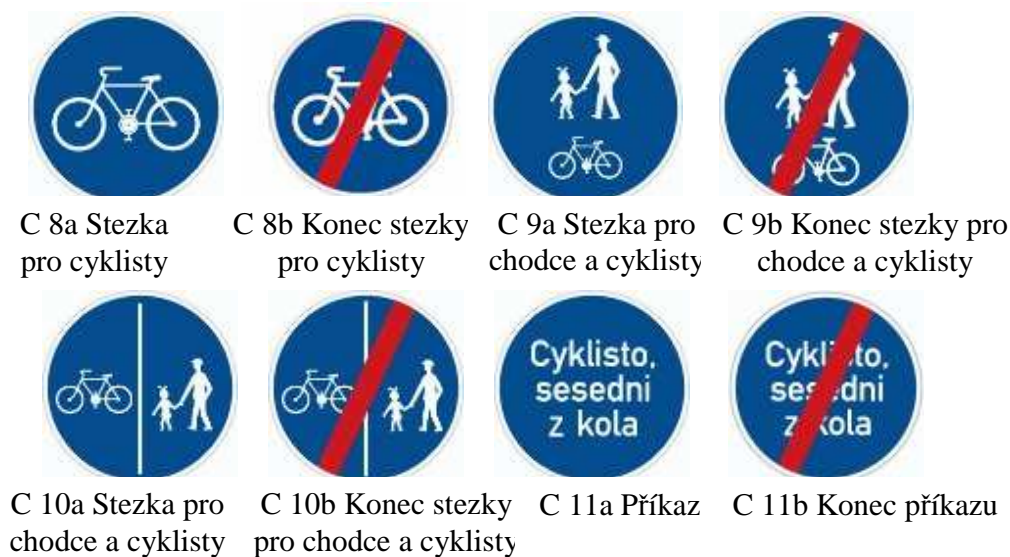 C 8a Stezka
pro cyklisty
C 8b Konec stezky
pro cyklisty
C 9a Stezka pro
chodce a cyklisty
C 9b Konec stezky pro
chodce a cyklisty
Cyklisto,
sesedni
z kola
Cyklisto,
sesedni
z kola
C 10a Stezka pro
chodce a cyklisty
C 10b Konec stezky
pro chodce a cyklisty
C 11a Příkaz
C 11b Konec příkazu